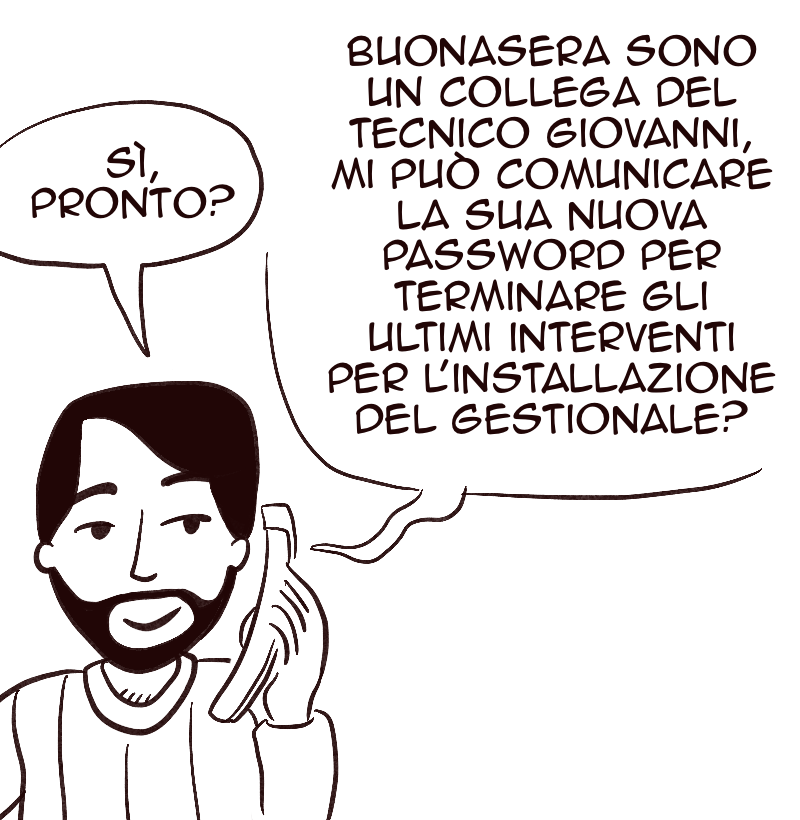 SÌ,
PRONTO?
BUONASERA SONO
UN COLLEGA DEL
TECNICO GIOVANNI,
MI PUÒ COMUNICARE
LA SUA NUOVA
PASSWORD PER
TERMINARE GLI
ULTIMI INTERVENTI
PER L'INSTALLAZIONE
DEL GESTIONALE?